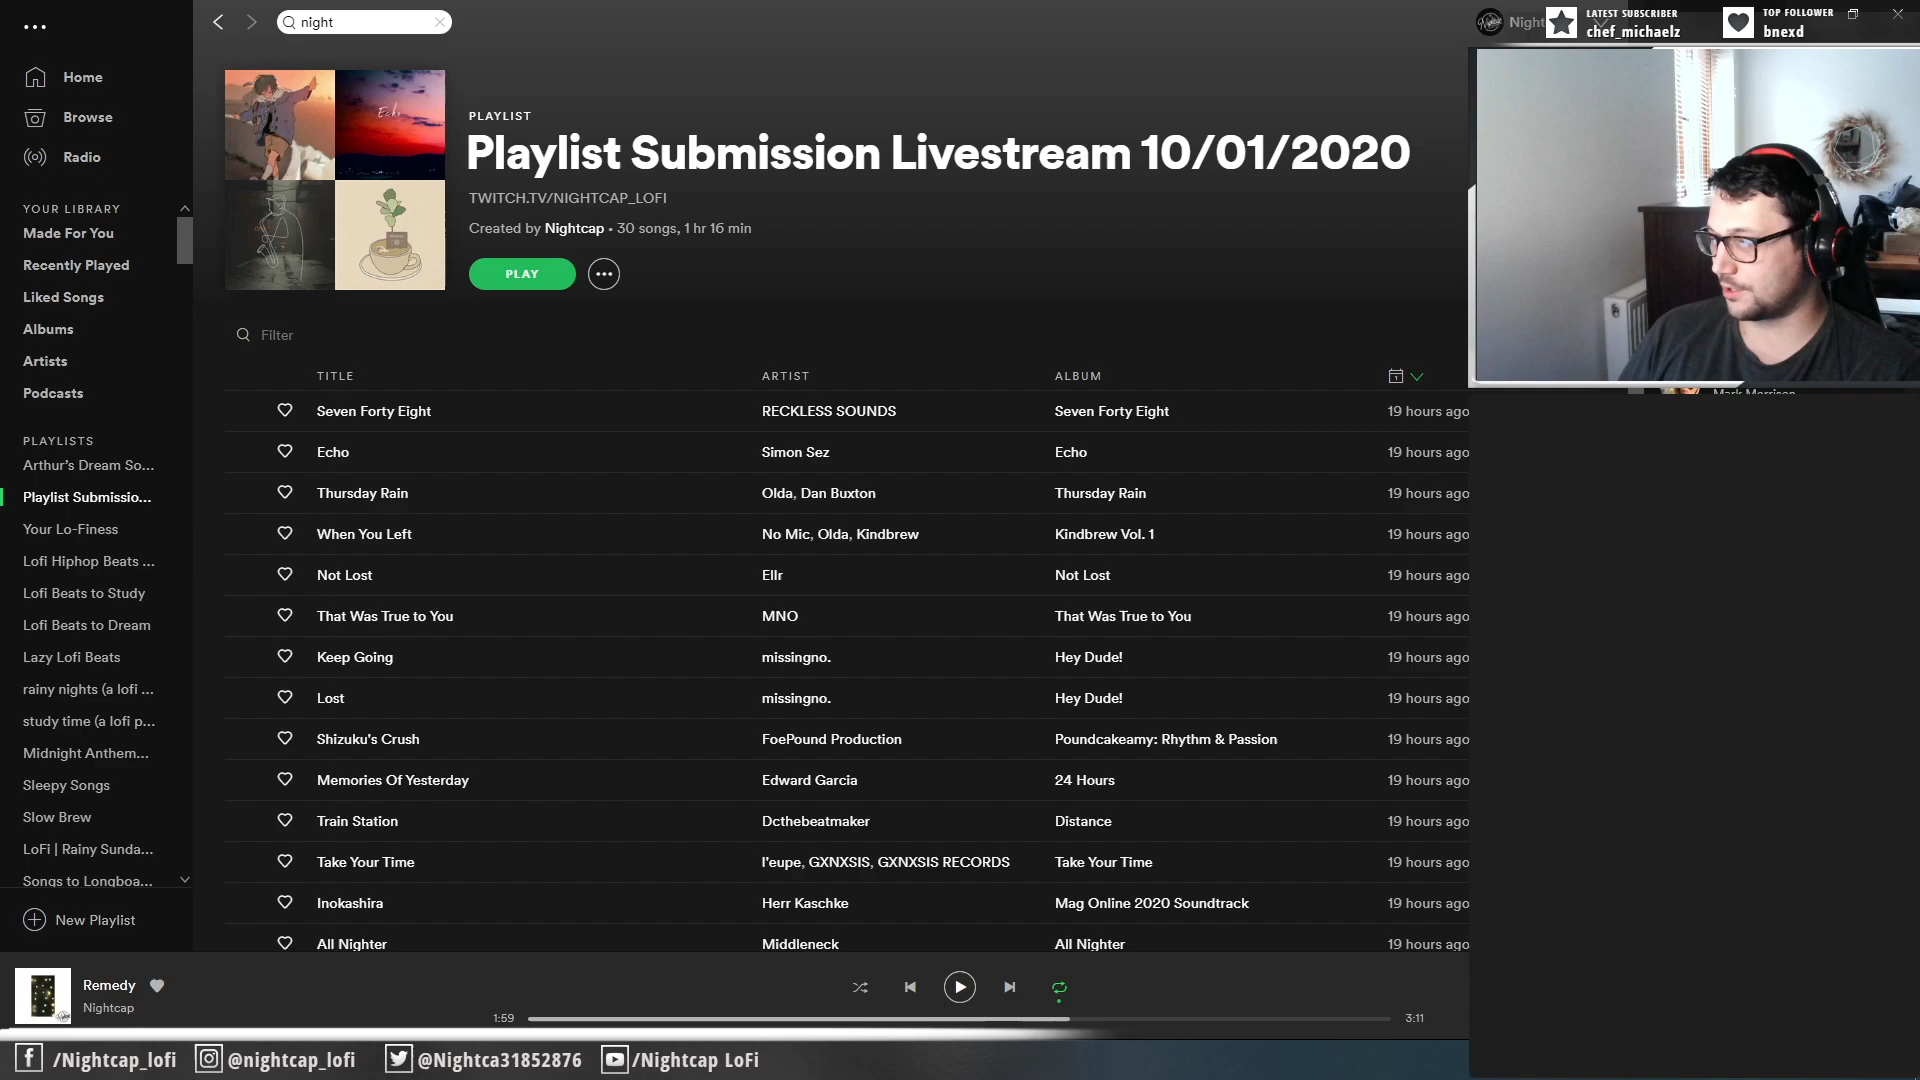 night
Night
LATEST SUBSCRIBER
chef_michaelz
TOP FOLLOWER
bnexd
Home
Browse
Radio
YOUR LIBRARY
Made For You
Recently Played
Liked Songs
Albums
Artists
Podcasts
PLAYLISTS
Arthur's Dream So...
Playlist Submissio...
Your Lo-Finess
Lofi Hiphop Beats ...
Lofi Beats to Study
Lofi Beats to Dream
Lazy Lofi Beats
rainy nights (a lofi ...
study time (a lofi p...
Midnight Anthem...
Sleepy Songs
Slow Brew
LoFi | Rainy Sunda...
Songs to Longboa...
New Playlist
Echo
PLAYLIST
Playlist Submission Livestream 10/01/2020
TWITCH.TV/NIGHTCAP_LOFI
Created by Nightcap • 30 songs, 1 hr 16 min
PLAY
Filter
TITLE ARTIST ALBUM
Seven Forty Eight RECKLESS SOUNDS Seven Forty Eight 19 hours ago
Echo Simon Sez Echo 19 hours ago
Thursday Rain Olda, Dan Buxton Thursday Rain 19 hours ago
When You Left No Mic, Olda, Kindbrew Kindbrew Vol. 1 19 hours ago
Not Lost Ellr Not Lost 19 hours ago
That Was True to You MNO That Was True to You 19 hours ago
Keep Going missingno. Hey Dude! 19 hours ago
Lost missingno. Hey Dude! 19 hours ago
Shizuku's Crush FoePound Production Poundcakeamy: Rhythm & Passion 19 hours ago
Memories Of Yesterday Edward Garcia 24 Hours 19 hours ago
Train Station Dcthebeatmaker Distance 19 hours ago
Take Your Time l'eupe, GXNXSIS, GXNXSIS RECORDS Take Your Time 19 hours ago
Inokashira Herr Kaschke Mag Online 2020 Soundtrack 19 hours ago
All Nighter Middleneck All Nighter 19 hours ago
Mark Morrison
Remedy
Nightcap
1:59 3:11
/Nightcap_lofi @nightcap_lofi @Nightca31852876 /Nightcap LoFi